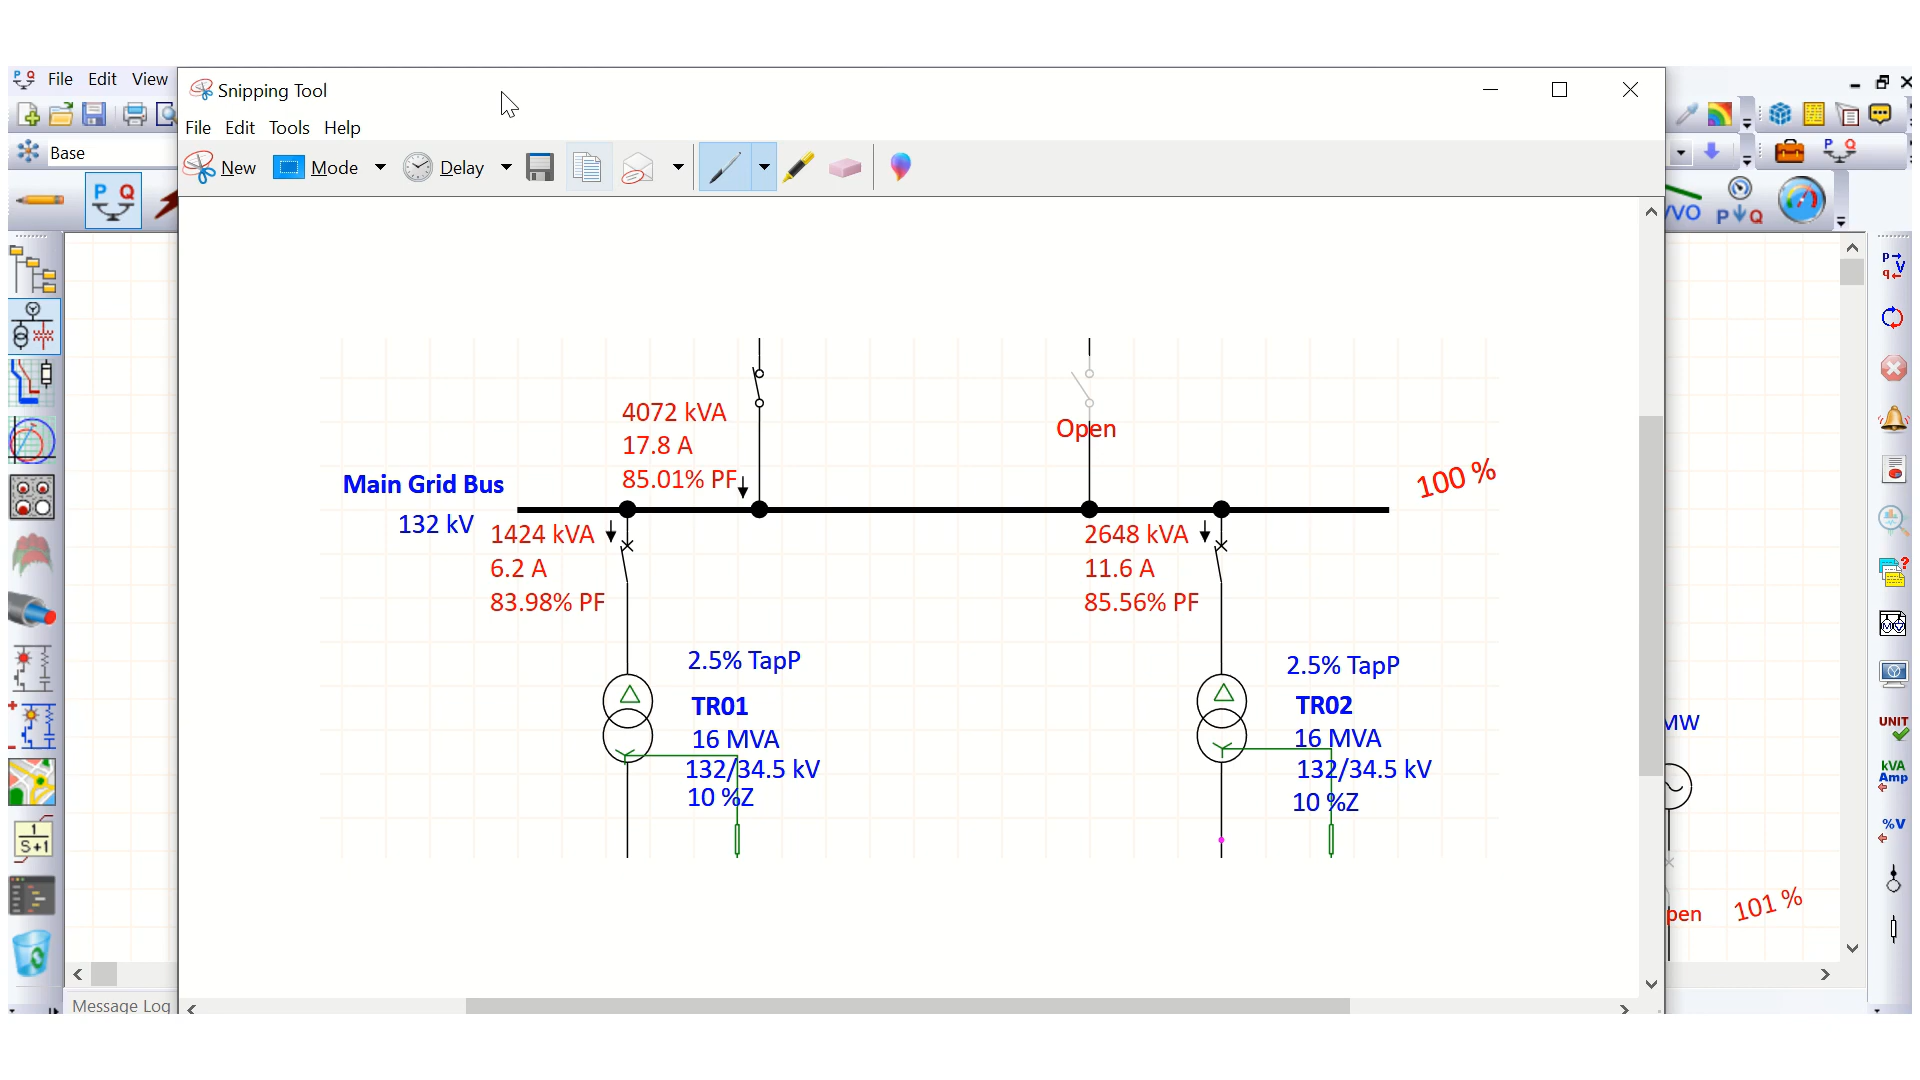 P Q File Edit View
Snipping Tool
File Edit Tools Help
Base
New Mode Delay
P Q
P Q
VVO P Q
P Q
p V
q
4072 kVA
17.8 A
85.01% PF
Open
100 %
Main Grid Bus
132 kV
1424 kVA
6.2 A
83.98% PF
2648 kVA
11.6 A
85.56% PF
2.5% TapP
TR01
16 MVA
132/34.5 kV
10 %Z
2.5% TapP
TR02
16 MVA
132/34.5 kV
10 %Z
MW
UNIT
kVA
Amp
%V
1
S+1
pen
101 %
Message Log